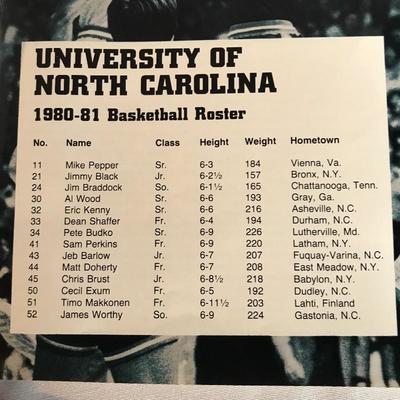 UNIVERSITY OF
NORTH CAROLINA
1980-81 Basketball Roster
No. Name Class Height Weight Hometown
11 Mike Pepper Sr. 6-3 184 Vienna, Va.
21 Jimmy Black Jr. 6-2½ 157 Bronx, N.Y.
24 Jim Braddock So. 6-1½ 165 Chattanooga, Tenn.
30 Al Wood Sr. 6-6 193 Gray, Ga.
32 Eric Kenny Sr. 6-6 216 Asheville, N.C.
33 Dean Shaffer Fr. 6-4 194 Durham, N.C.
34 Pete Budko Sr. 6-9 226 Lutherville, Md.
41 Sam Perkins Fr. 6-9 220 Latham, N.Y.
43 Jeb Barlow Jr. 6-7 207 Fuquay-Varina, N.C.
44 Matt Doherty Fr. 6-7 208 East Meadow, N.Y.
45 Chris Brust Jr. 6-8½ 218 Babylon, N.Y.
50 Cecil Exum Fr. 6-5 192 Dudley, N.C.
51 Timo Makkonen Fr. 6-11½ 203 Lahti, Finland
52 James Worthy So. 6-9 224 Gastonia, N.C.